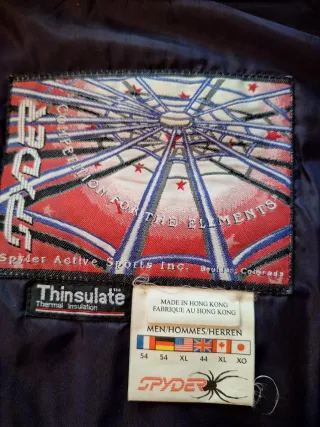 SPYDER
COMPETITION FOR THE ELEMENTS
Spyder Active Sports Inc. Boulder, Colorado
Thinsulate™
Thermal Insulation
MADE IN HONG KONG
FABRIQUE AU HONG KONG
MEN/HOMMES/HERREN
54 54 XL 44 XL XO
SPYDER